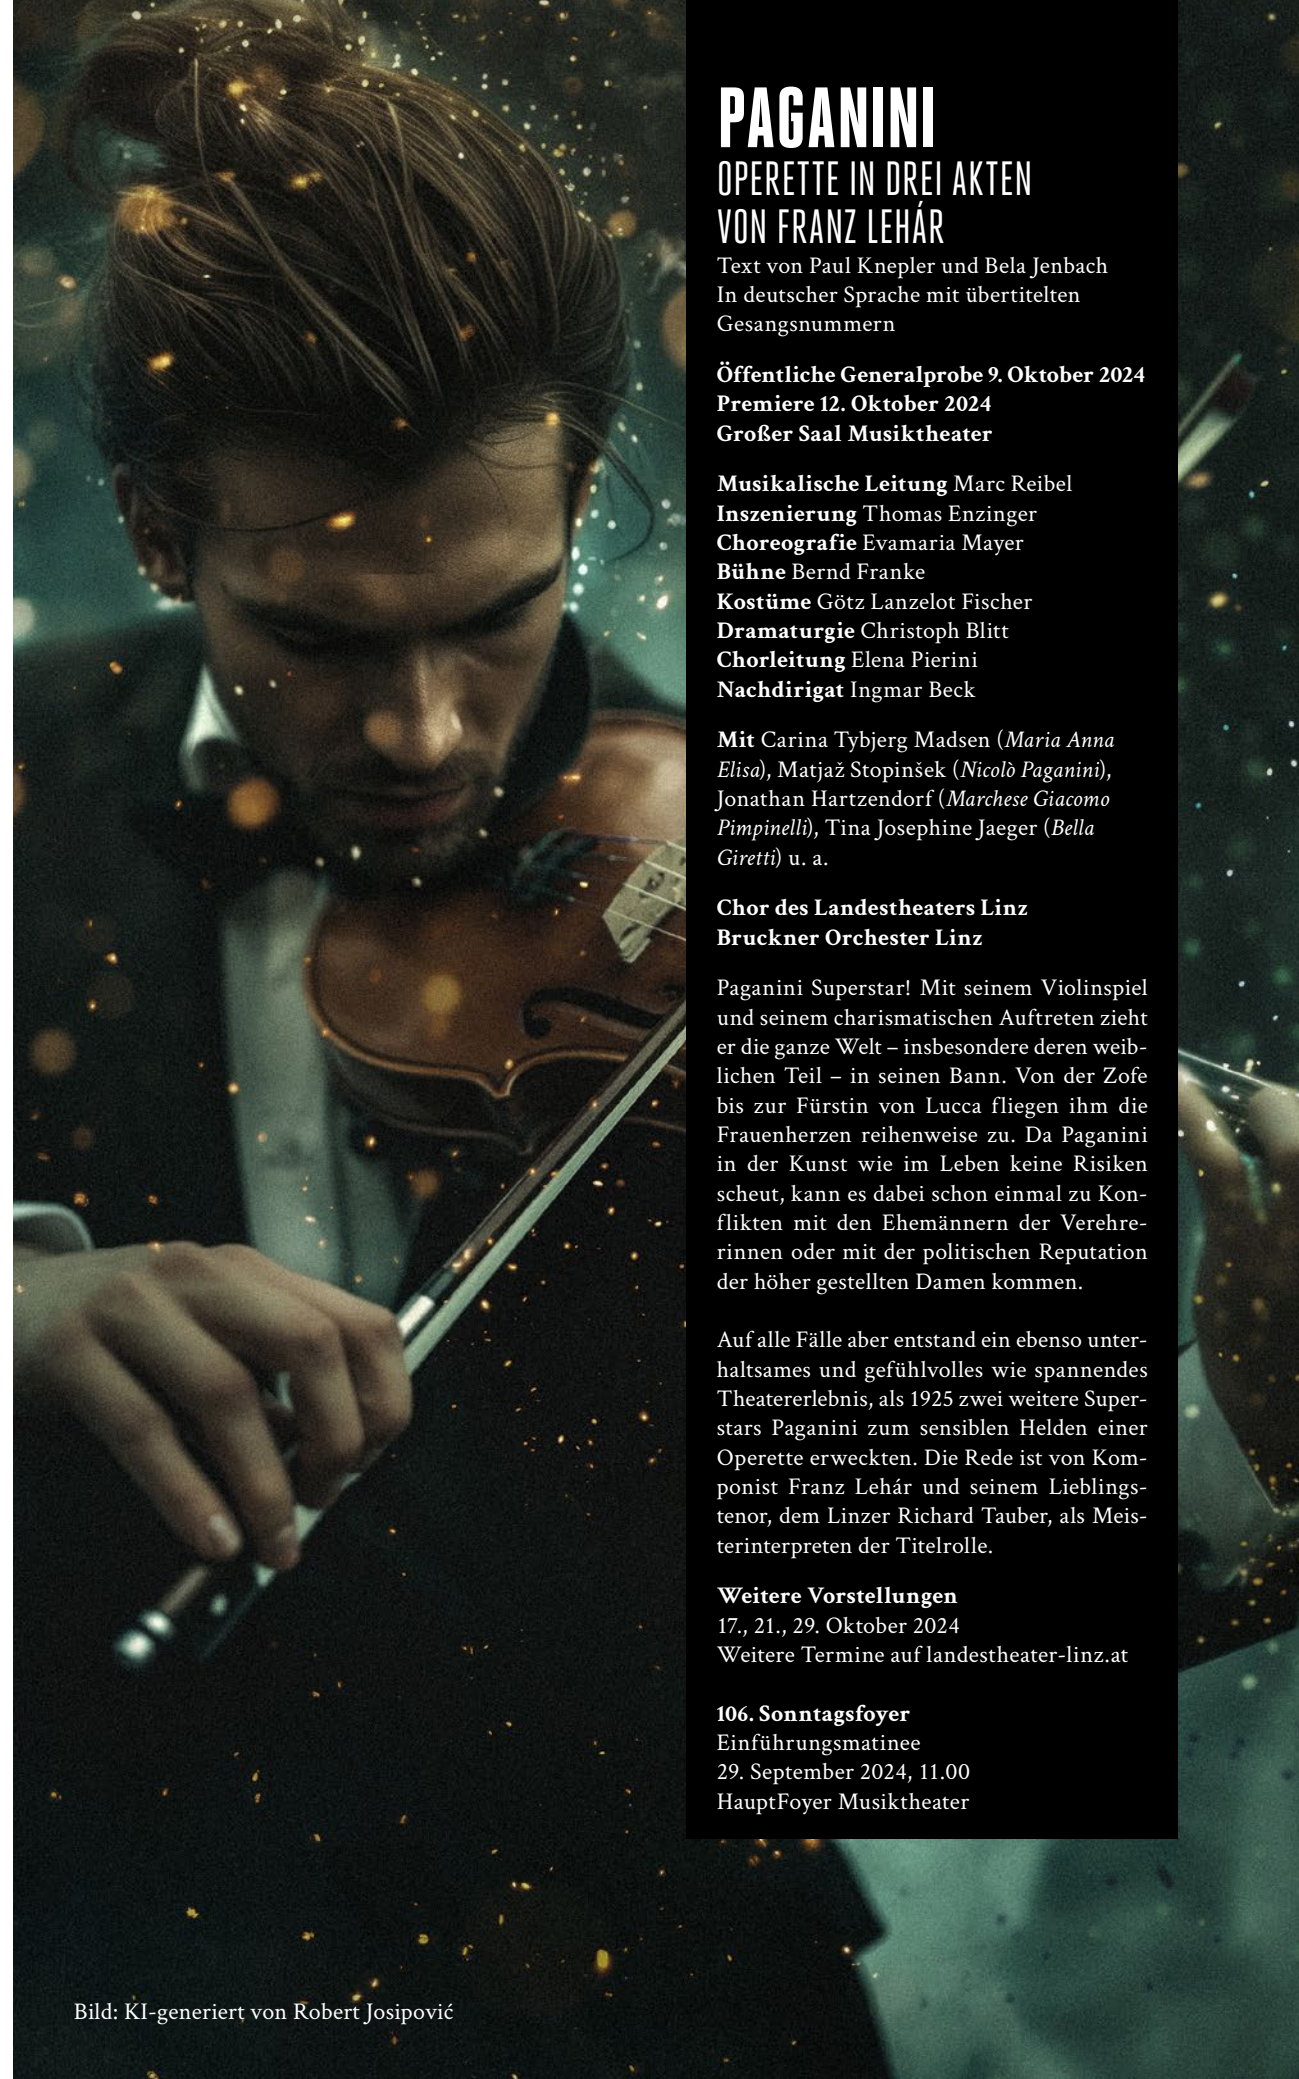 PAGANINI
OPERETTE IN DREI AKTEN
VON FRANZ LEHÁR
Text von Paul Knepler und Bela Jenbach
In deutscher Sprache mit übertitelten
Gesangsnummern
Öffentliche Generalprobe 9. Oktober 2024
Premiere 12. Oktober 2024
Großer Saal Musiktheater
Musikalische Leitung Marc Reibel
Inszenierung Thomas Enzinger
Choreografie Evamaria Mayer
Bühne Bernd Franke
Kostüme Götz Lanzelot Fischer
Dramaturgie Christoph Blitt
Chorleitung Elena Pierini
Nachdirigat Ingmar Beck
Mit Carina Tybjerg Madsen (Maria Anna
Elisa), Matjaž Stopinšek (Nicolò Paganini),
Jonathan Hartzendorf (Marchese Giacomo
Pimpinelli), Tina Josephine Jaeger (Bella
Giretti) u. a.
Chor des Landestheaters Linz
Bruckner Orchester Linz
Paganini Superstar! Mit seinem Violinspiel
und seinem charismatischen Auftreten zieht
er die ganze Welt – insbesondere deren weib-
lichen Teil – in seinen Bann. Von der Zofe
bis zur Fürstin von Lucca fliegen ihm die
Frauenherzen reihenweise zu. Da Paganini
in der Kunst wie im Leben keine Risiken
scheut, kann es dabei schon einmal zu Kon-
flikten mit den Ehemännern der Verehre-
rinnen oder mit der politischen Reputation
der höher gestellten Damen kommen.
Auf alle Fälle aber entstand ein ebenso unter-
haltsames und gefühlvolles wie spannendes
Theatererlebnis, als 1925 zwei weitere Super-
stars Paganini zum sensiblen Helden einer
Operette erweckten. Die Rede ist von Kom-
ponist Franz Lehár und seinem Lieblings-
tenor, dem Linzer Richard Tauber, als Meis-
terinterpreten der Titelrolle.
Weitere Vorstellungen
17., 21., 29. Oktober 2024
Weitere Termine auf landestheater-linz.at
106. Sonntagsfoyer
Einführungsmatinee
29. September 2024, 11.00
HauptFoyer Musiktheater
Bild: KI-generiert von Robert Josipović